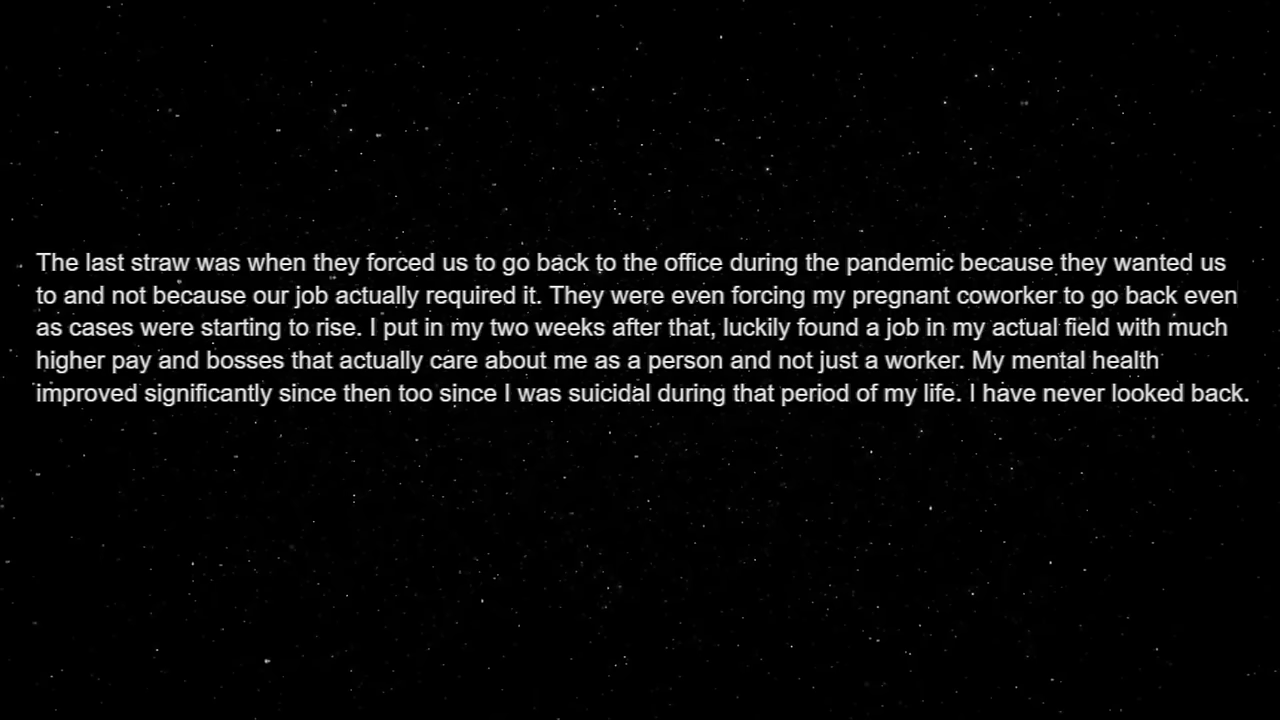 The last straw was when they forced us to go back to the office during the pandemic because they wanted us
to and not because our job actually required it. They were even forcing my pregnant coworker to go back even
as cases were starting to rise. I put in my two weeks after that, luckily found a job in my actual field with much
higher pay and bosses that actually care about me as a person and not just a worker. My mental health
improved significantly since then too since I was suicidal during that period of my life. I have never looked back.